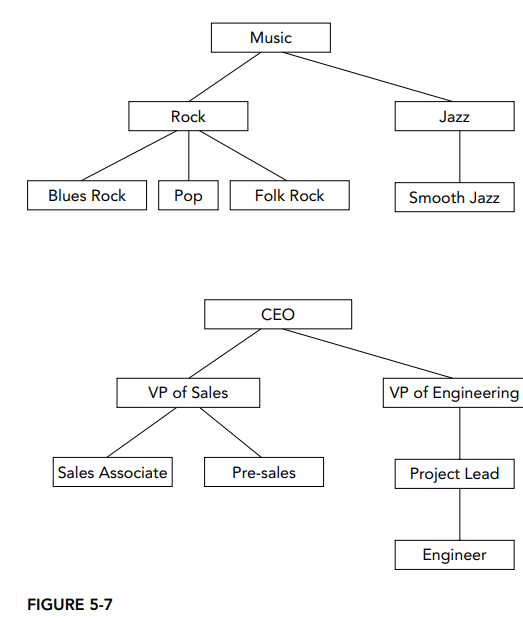 Music
Rock
Jazz
Blues Rock
Pop
Folk Rock
Smooth Jazz
CEO
VP of Sales
VP of Engineering
Sales Associate
Pre-sales
Project Lead
Engineer
FIGURE 5-7